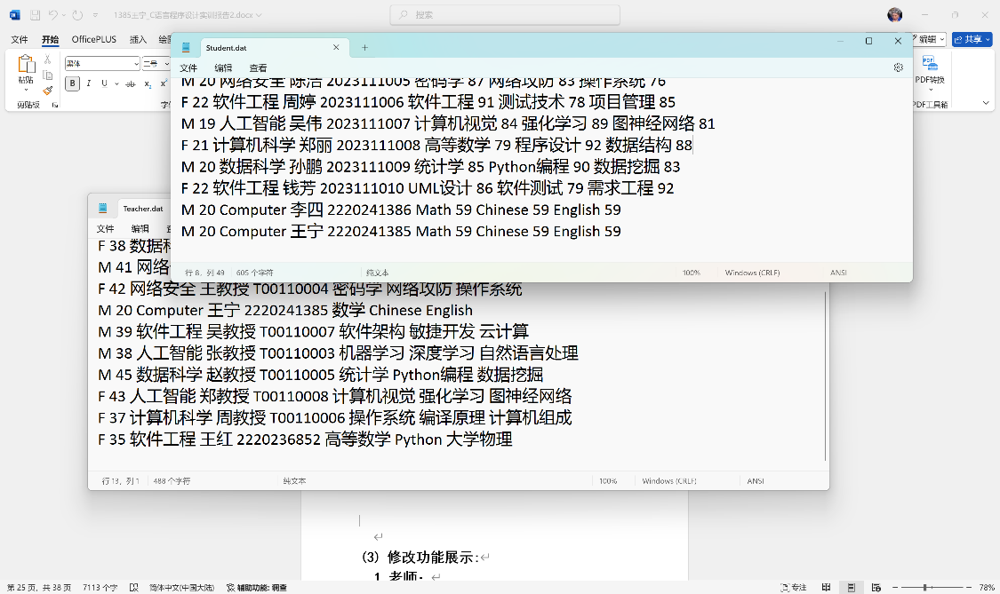 1385王宁_C语言程序设计实训报告2.docx
搜索
文件 开始 OfficePLUS 插入 绘图 编辑 共享
粘贴
黑体 二号
B I U ab x₂ x²
剪贴板
PDF转换
PDF工具箱
Student.dat
文件 编辑 查看
M 20 网络安全 陈浩 2023111005 密码学 87 网络攻防 83 操作系统 76
F 22 软件工程 周婷 2023111006 软件工程 91 测试技术 78 项目管理 85
M 19 人工智能 吴伟 2023111007 计算机视觉 84 强化学习 89 图神经网络 81
F 21 计算机科学 郑丽 2023111008 高等数学 79 程序设计 92 数据结构 88
M 20 数据科学 孙鹏 2023111009 统计学 85 Python编程 90 数据挖掘 83
F 22 软件工程 钱芳 2023111010 UML设计 86 软件测试 79 需求工程 92
M 20 Computer 李四 2220241386 Math 59 Chinese 59 English 59
M 20 Computer 王宁 2220241385 Math 59 Chinese 59 English 59
行 8，列 49 605 个字符 纯文本 100% Windows (CRLF) ANSI
Teacher.dat
文件 编辑
F 38 数据科
M 41 网络
F 42 网络安全 王教授 T00110004 密码学 网络攻防 操作系统
M 20 Computer 王宁 2220241385 数学 Chinese English
M 39 软件工程 吴教授 T00110007 软件架构 敏捷开发 云计算
M 38 人工智能 张教授 T00110003 机器学习 深度学习 自然语言处理
M 45 数据科学 赵教授 T00110005 统计学 Python编程 数据挖掘
F 43 人工智能 郑教授 T00110008 计算机视觉 强化学习 图神经网络
F 37 计算机科学 周教授 T00110006 操作系统 编译原理 计算机组成
F 35 软件工程 王红 2220236852 高等数学 Python 大学物理
行 13，列 1 488 个字符 纯文本 100% Windows (CRLF) ANSI
(3) 修改功能展示:
1 老师.
第 25 页，共 38 页 7113 个字 简体中文(中国大陆) 辅助功能: 调查 专注 78%